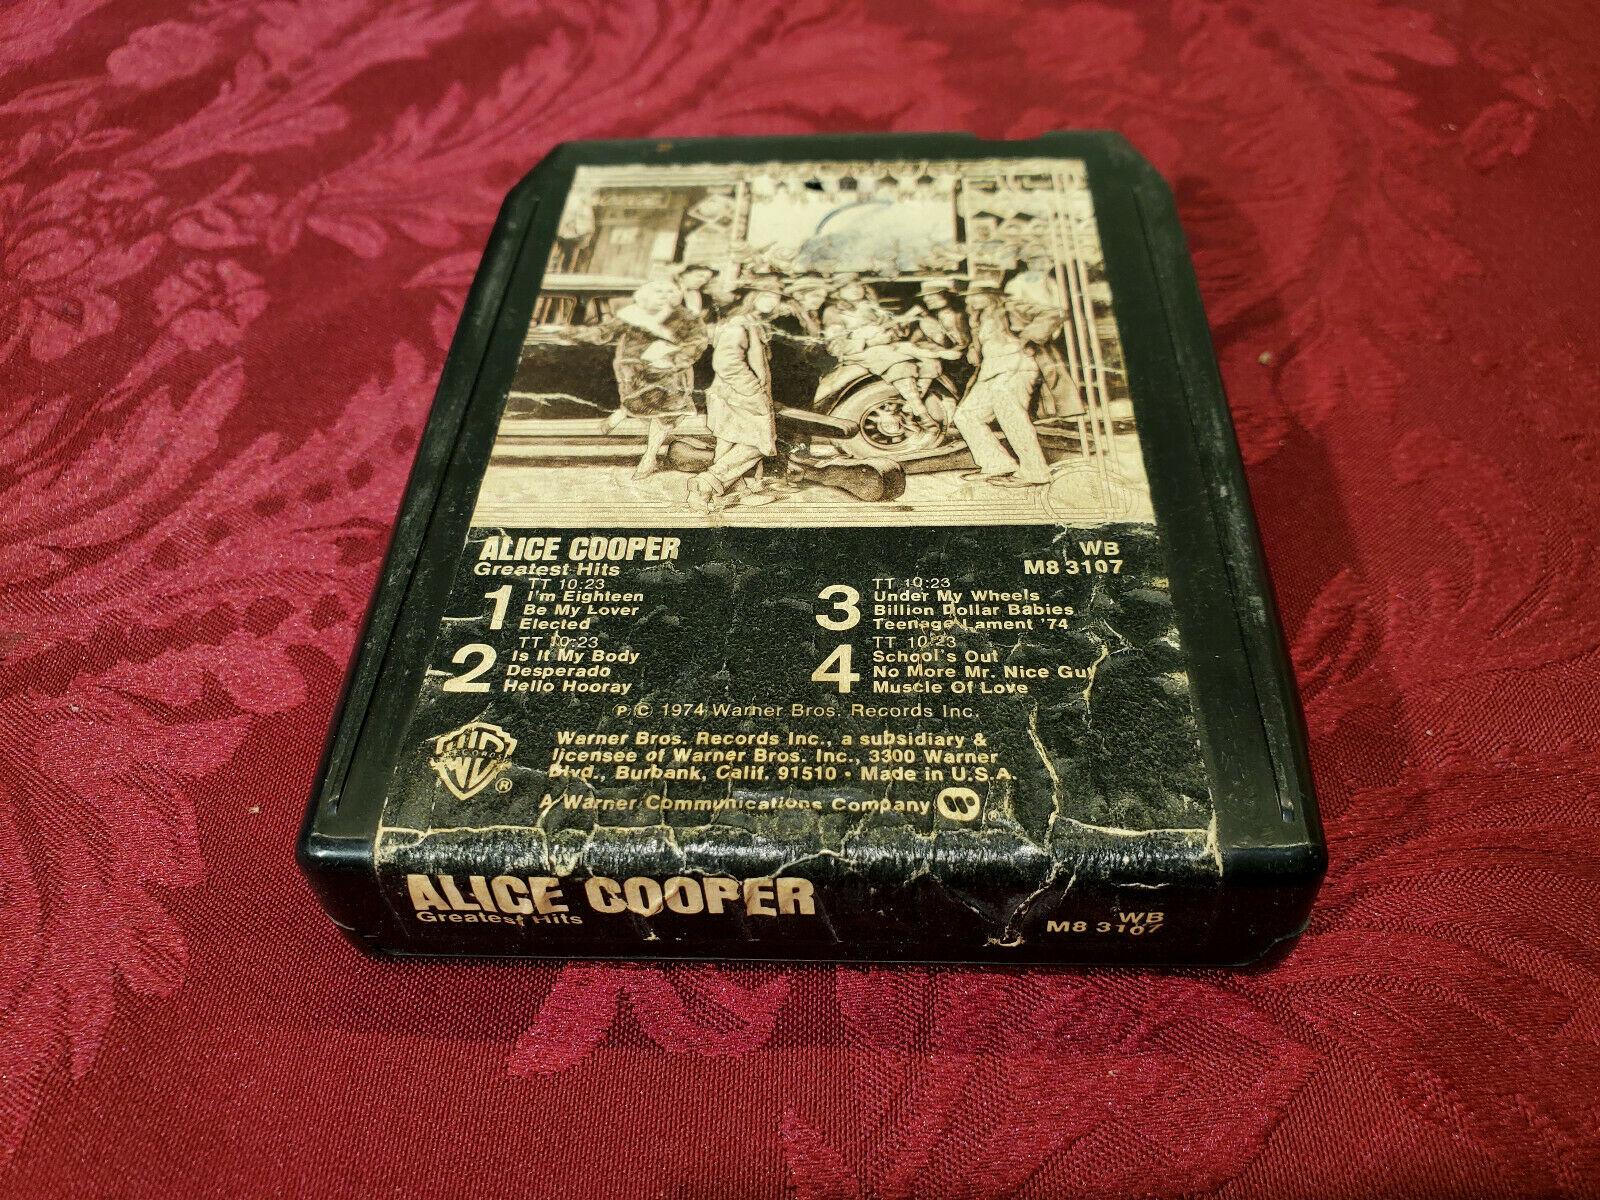 ALICE COOPER
Greatest Hits
WB
M8 3107
1
TT 10:23
I'm Eighteen
Be My Lover
Elected
2
TT 10:23
Is It My Body
Desperado
Hello Hooray
3
TT 10:23
Under My Wheels
Billion Dollar Babies
Teenage Lament '74
4
TT 10:23
School's Out
No More Mr. Nice Guy
Muscle Of Love
P © 1974 Warner Bros. Records Inc.
Warner Bros. Records Inc., a subsidiary &
licensee of Warner Bros. Inc., 3300 Warner
Blvd., Burbank, Calif. 91510 • Made in U.S.A.
A Warner Communications Company
ALICE COOPER
Greatest Hits
WB
M8 3107